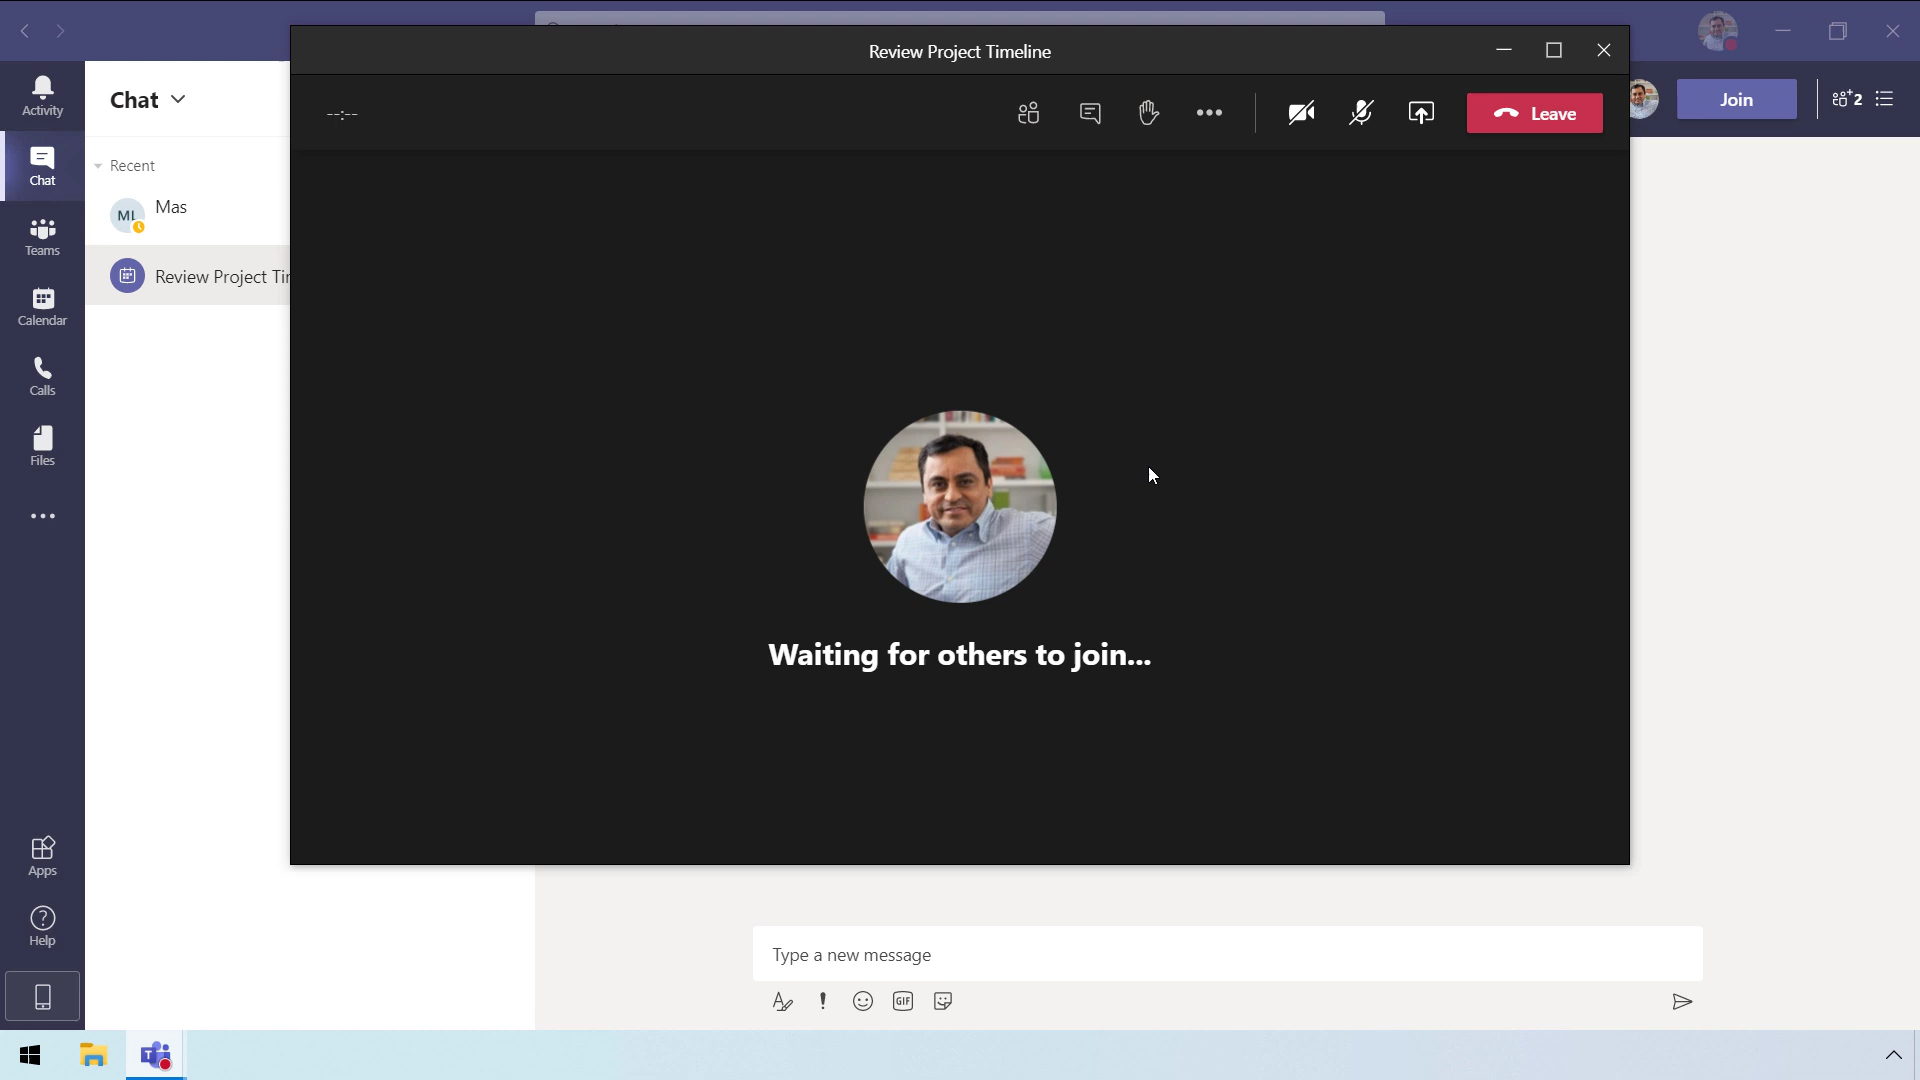 Review Project Timeline
Activity
Chat
Join
2
--:--
Leave
Chat
Recent
ML
Mas
Teams
Review Project Tir
Calendar
Calls
Files
Waiting for others to join...
Apps
Help
Type a new message
GIF
T